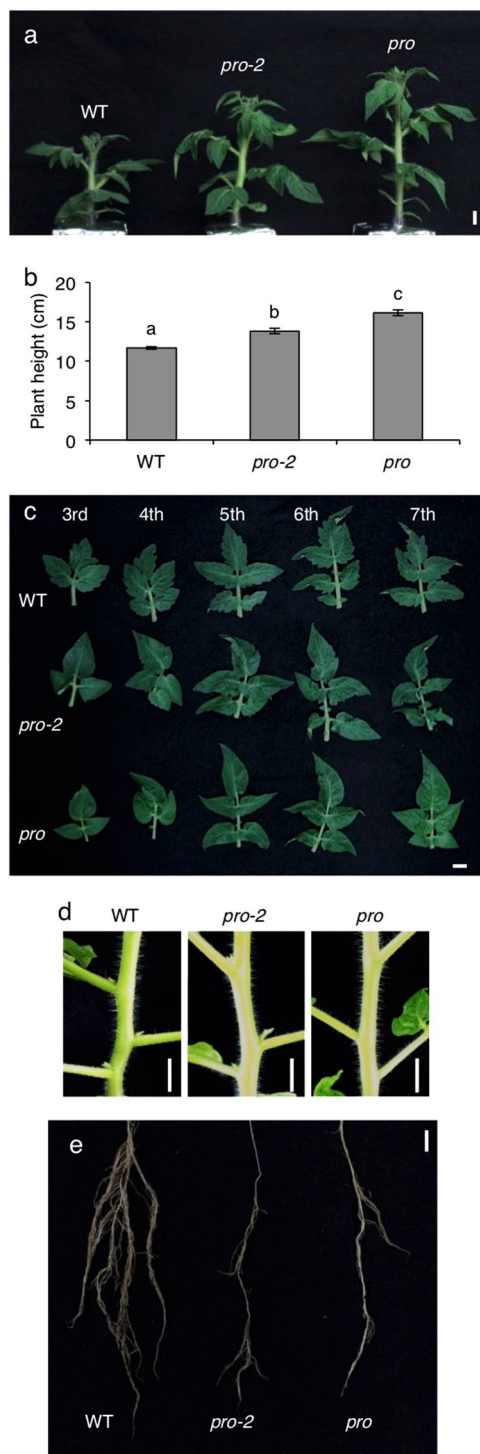 a
pro
pro-2
WT
b
20
15
10
5
0
Plant height (cm)
a
b
c
WT
pro-2
pro
c
3rd 4th 5th 6th 7th
WT
pro-2
pro
d
WT pro-2 pro
e
WT pro-2 pro